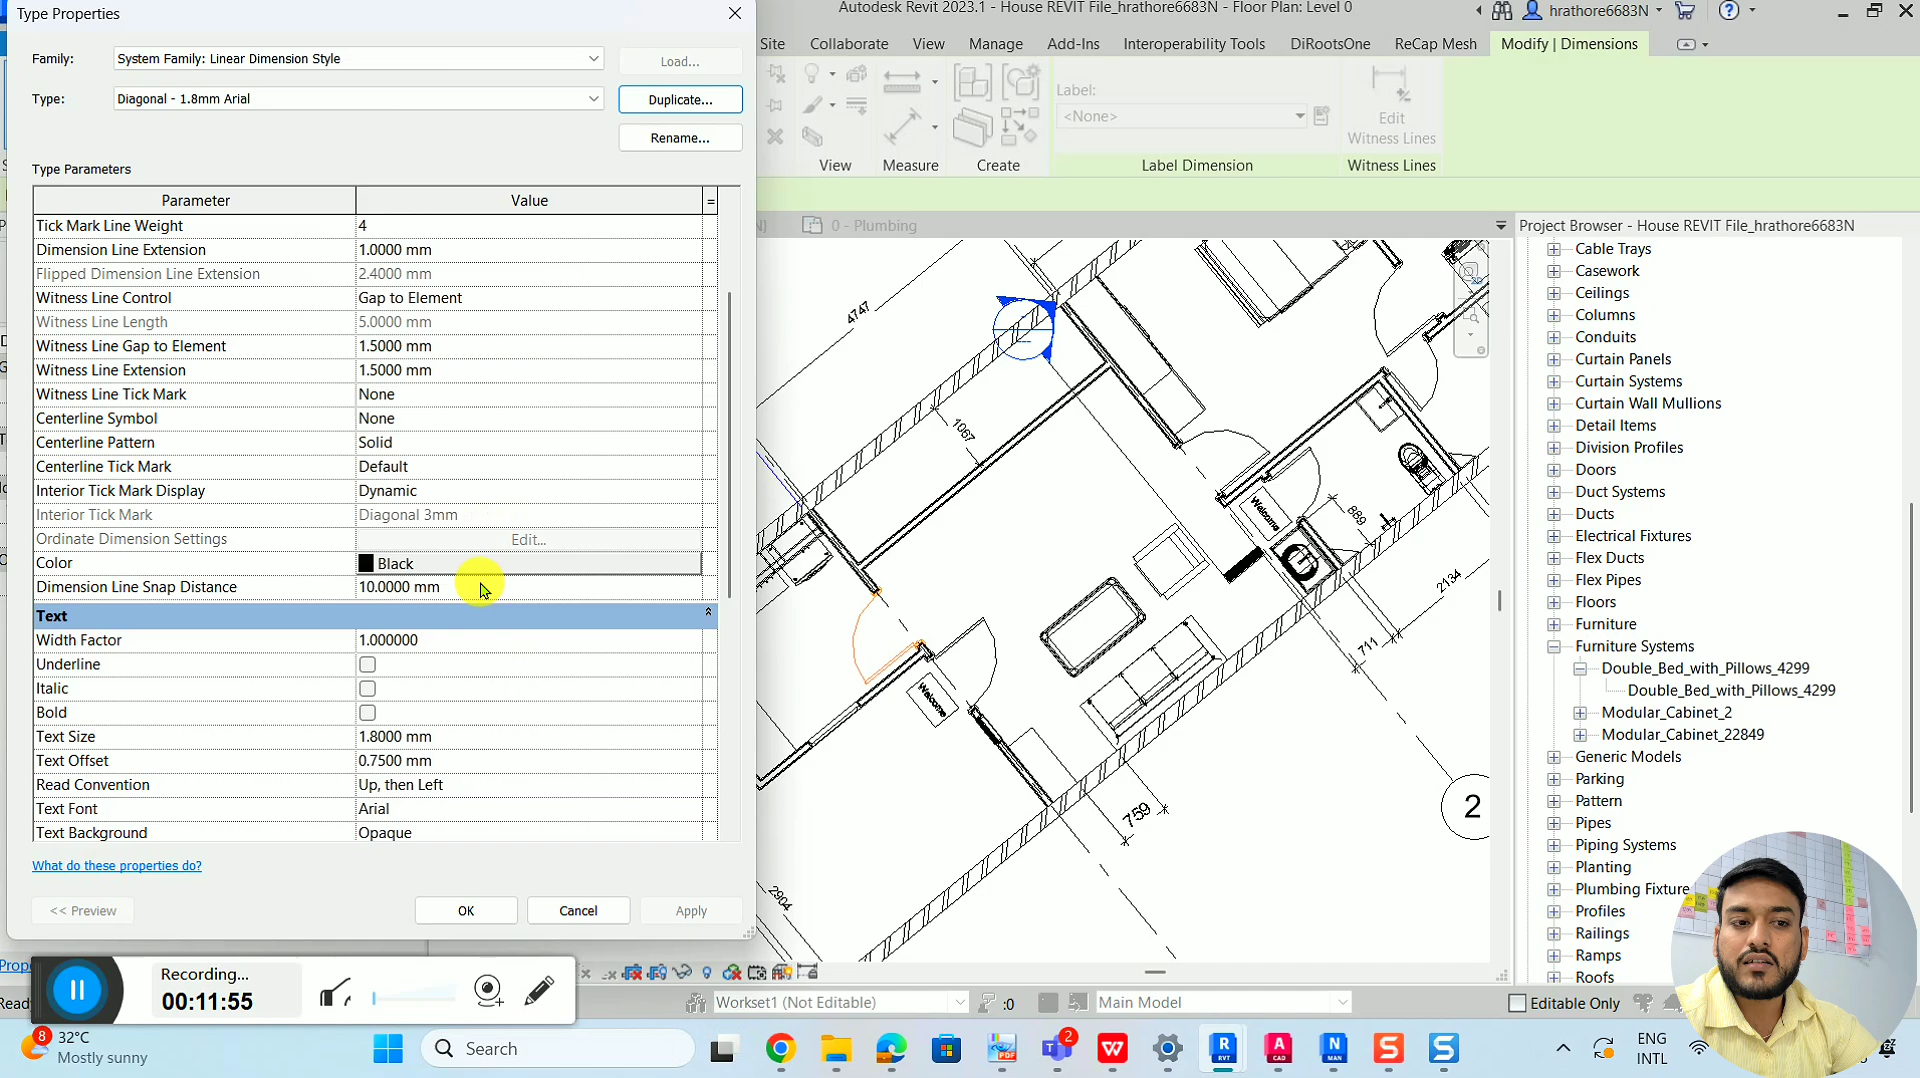 Type Properties
Family:
System Family: Linear Dimension Style
Load...
Type:
Diagonal - 1.8mm Arial
Duplicate...
Rename...
Type Parameters
Parameter
Value
=
Tick Mark Line Weight
4
Dimension Line Extension
1.0000 mm
Flipped Dimension Line Extension
2.4000 mm
Witness Line Control
Gap to Element
Witness Line Length
5.0000 mm
Witness Line Gap to Element
1.5000 mm
Witness Line Extension
1.5000 mm
Witness Line Tick Mark
None
Centerline Symbol
None
Centerline Pattern
Solid
Centerline Tick Mark
Default
Interior Tick Mark Display
Dynamic
Interior Tick Mark
Diagonal 3mm
Ordinate Dimension Settings
Edit...
Color
Black
Dimension Line Snap Distance
10.0000 mm
Text
Width Factor
1.000000
Underline
Italic
Bold
Text Size
1.8000 mm
Text Offset
0.7500 mm
Read Convention
Up, then Left
Text Font
Arial
Text Background
Opaque
What do these properties do?
<< Preview
OK
Cancel
Apply
Autodesk Revit 2023.1 - House REVIT File_hrathore6683N - Floor Plan: Level 0
hrathore6683N
Site
Collaborate
View
Manage
Add-Ins
Interoperability Tools
DiRootsOne
ReCap Mesh
Modify | Dimensions
Label:
<None>
Edit
Witness Lines
View
Measure
Create
Label Dimension
Witness Lines
0 - Plumbing
4747
1067
Welcome
889
2134
711
Welcome
759
2904
2
Project Browser - House REVIT File_hrathore6683N
Cable Trays
Casework
Ceilings
Columns
Conduits
Curtain Panels
Curtain Systems
Curtain Wall Mullions
Detail Items
Division Profiles
Doors
Duct Systems
Ducts
Electrical Fixtures
Flex Ducts
Flex Pipes
Floors
Furniture
Furniture Systems
Double_Bed_with_Pillows_4299
Double_Bed_with_Pillows_4299
Modular_Cabinet_2
Modular_Cabinet_22849
Generic Models
Parking
Pattern
Pipes
Piping Systems
Planting
Plumbing Fixture
Profiles
Railings
Ramps
Roofs
Recording...
00:11:55
Workset1 (Not Editable)
:0
Main Model
Editable Only
8
32°C
Mostly sunny
Search
2
ENG
INTL